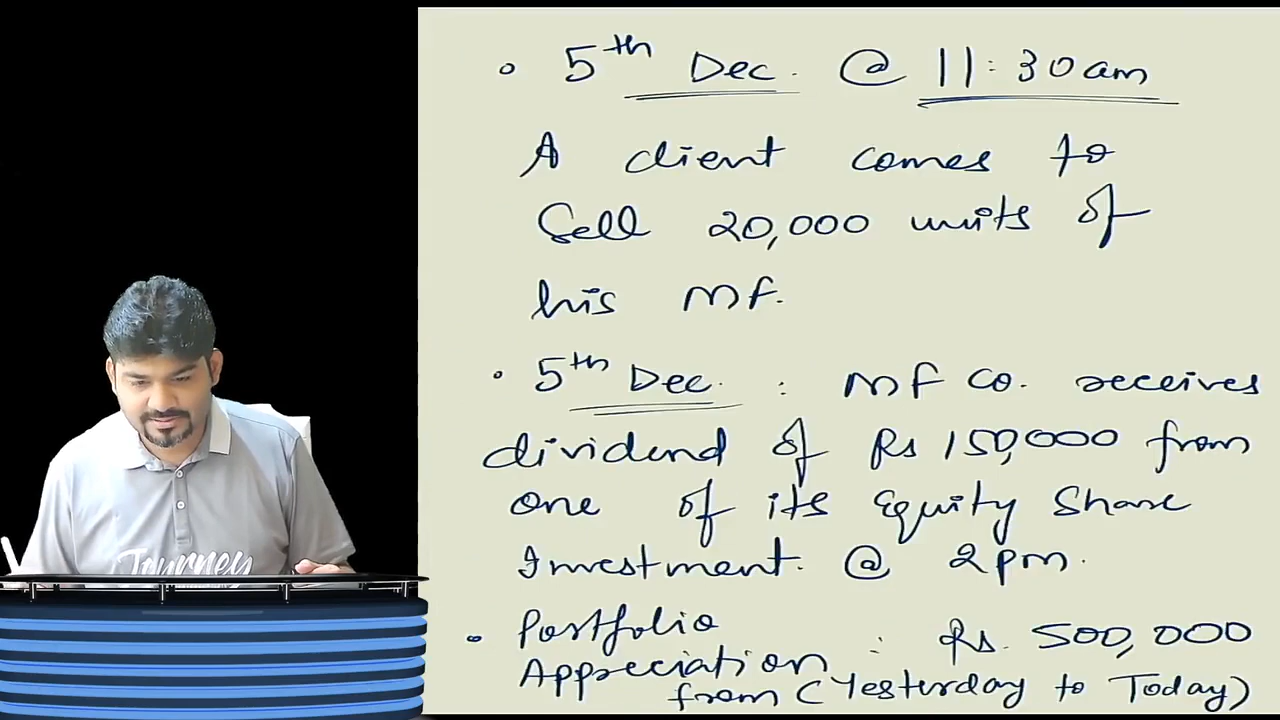 5th Dec. @ 11:30am
A client comes to
Sell 20,000 units of
his MF.
5th Dec. : MF Co. receives
dividend of Rs 150,000 from
one of its Equity Share
Investment. @ 2pm.
Portfolio
Appreciation : Rs. 500,000
from (Yesterday to Today)
Journey